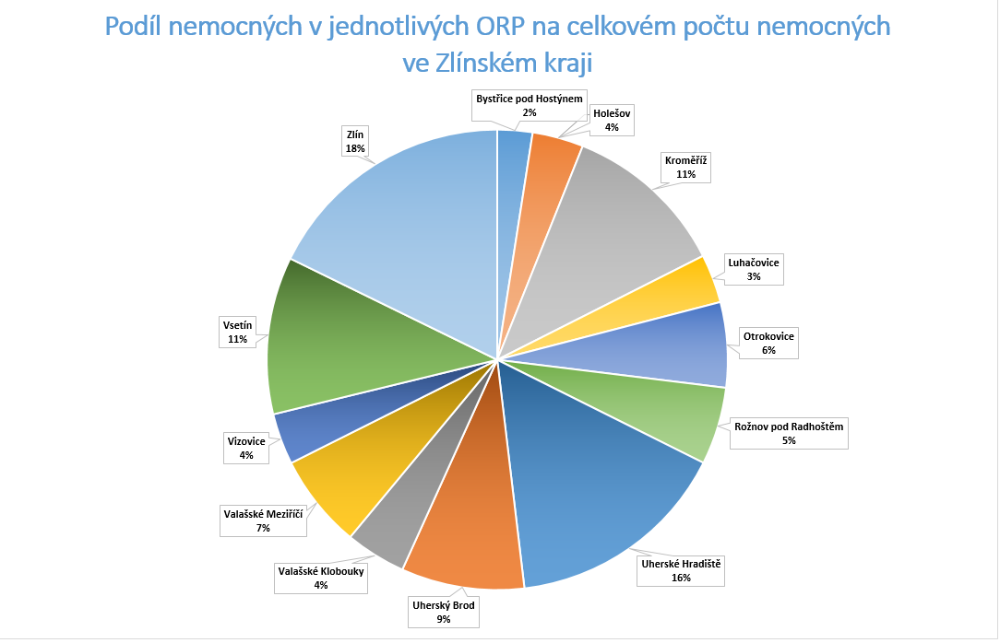 Podíl nemocných v jednotlivých ORP na celkovém počtu nemocných
ve Zlínském kraji
Bystřice pod Hostýnem
2%
Holešov
4%
Kroměříž
11%
Luhačovice
3%
Otrokovice
6%
Rožnov pod Radhoštěm
5%
Uherské Hradiště
16%
Uherský Brod
9%
Valašské Klobouky
4%
Valašské Meziříčí
7%
Vizovice
4%
Vsetín
11%
Zlín
18%